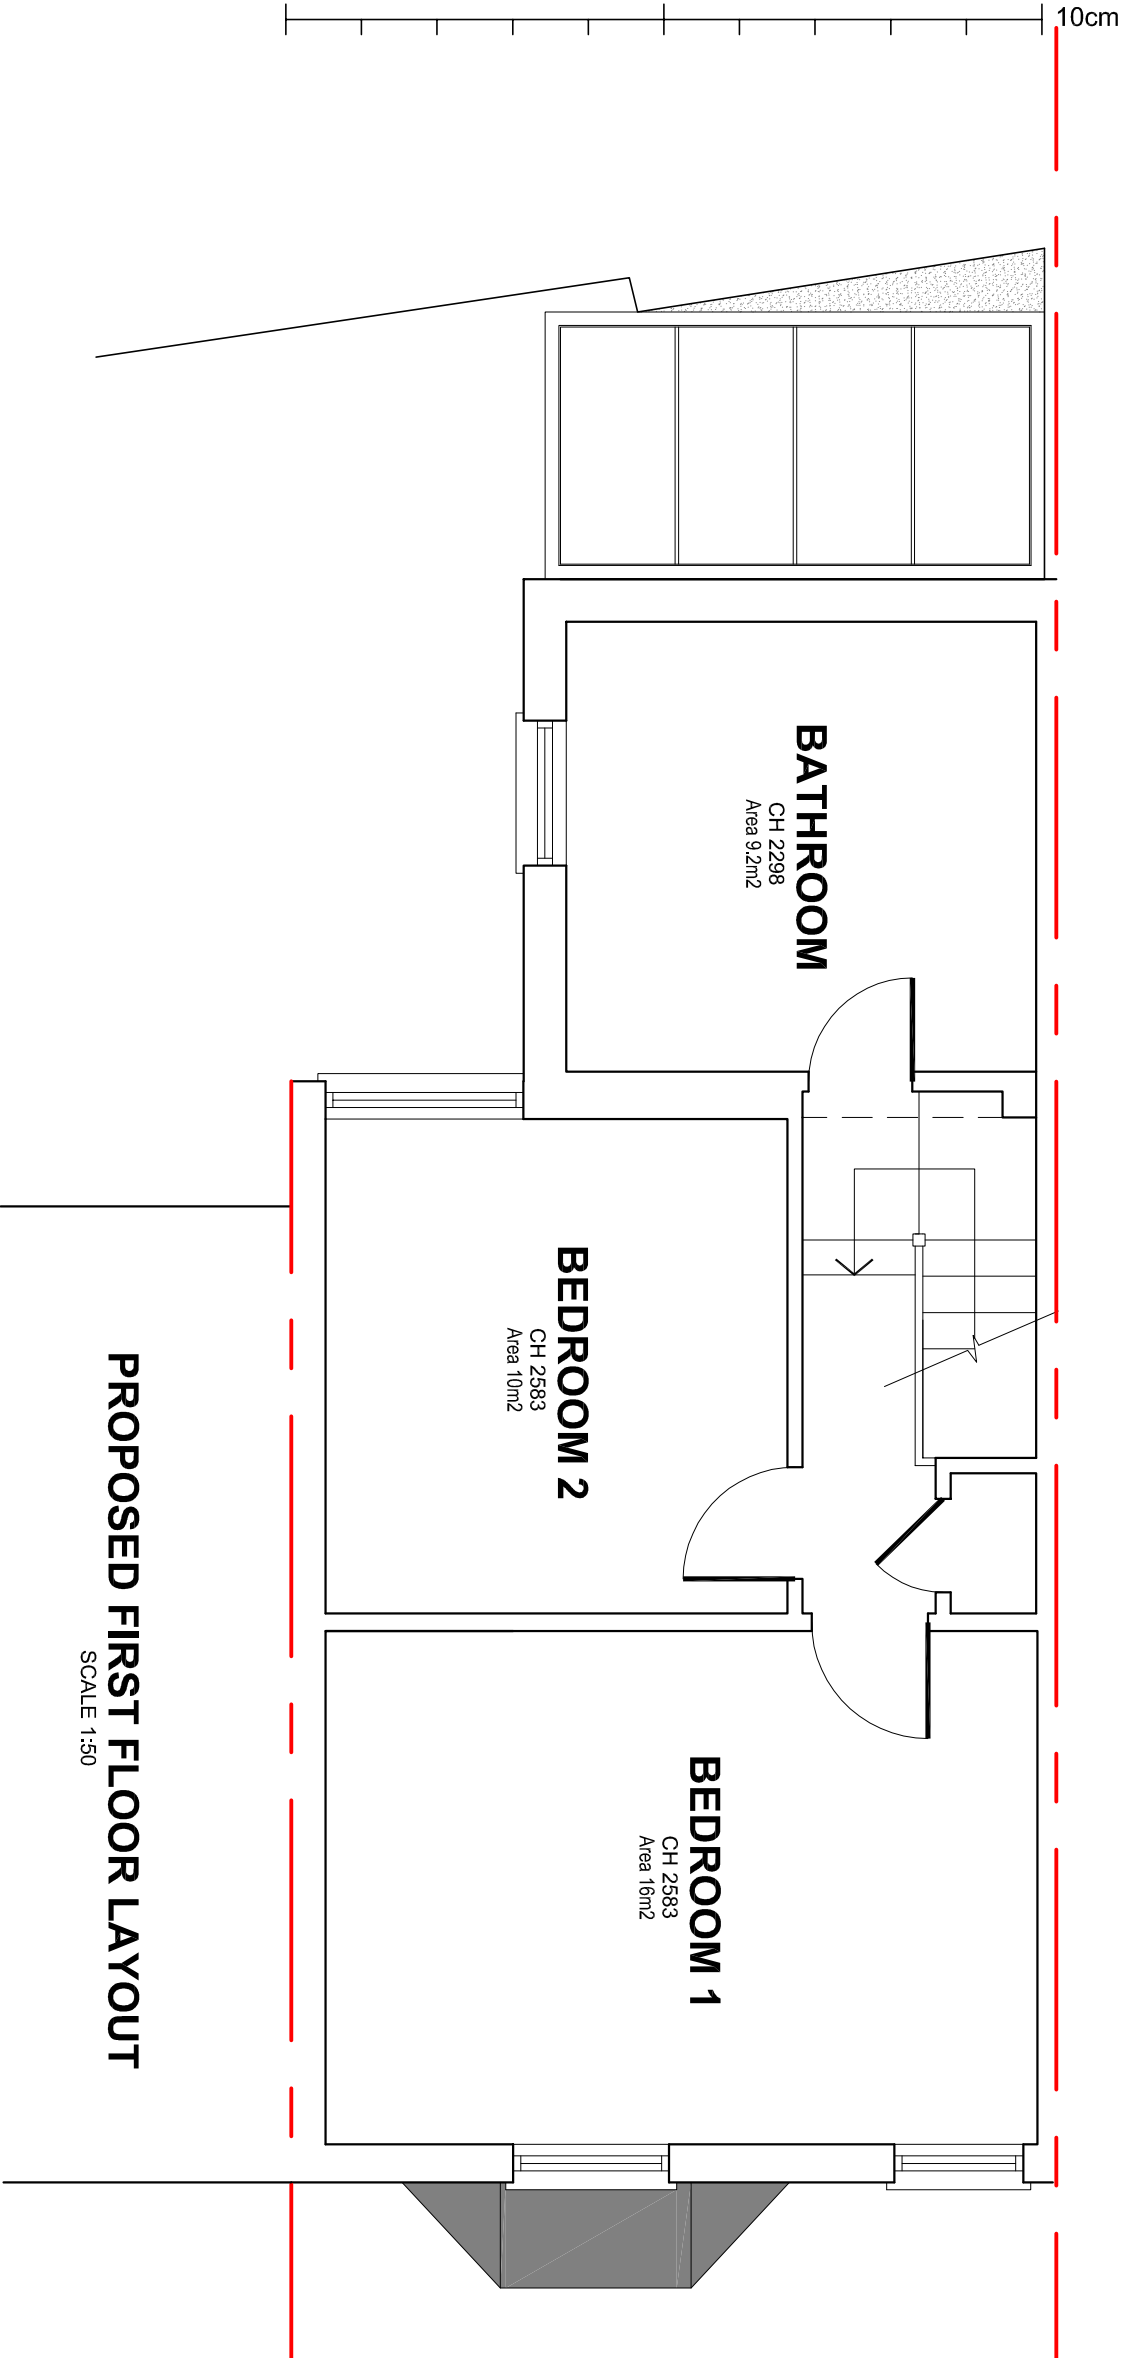 10cm
BATHROOM
CH 2298
Area 9.2m2
BEDROOM 2
CH 2583
Area 10m2
BEDROOM 1
CH 2583
Area 16m2
PROPOSED FIRST FLOOR LAYOUT
SCALE 1:50